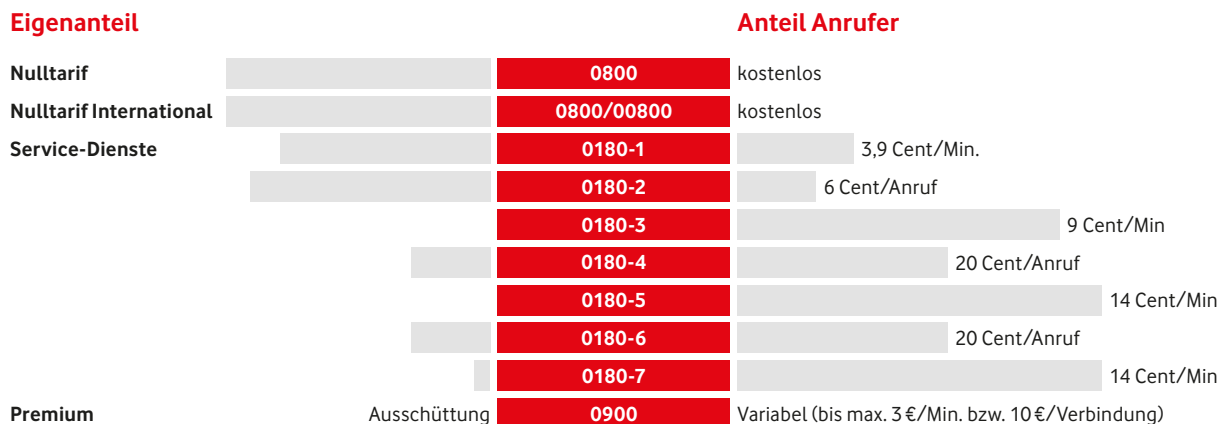 Eigenanteil Anteil Anrufer
Nulltarif 0800 kostenlos
Nulltarif International 0800/00800 kostenlos
Service-Dienste 0180-1 3,9 Cent/Min.
0180-2 6 Cent/Anruf
0180-3 9 Cent/Min
0180-4 20 Cent/Anruf
0180-5 14 Cent/Min
0180-6 20 Cent/Anruf
0180-7 14 Cent/Min
Premium Ausschüttung 0900 Variabel (bis max. 3 €/Min. bzw. 10 €/Verbindung)